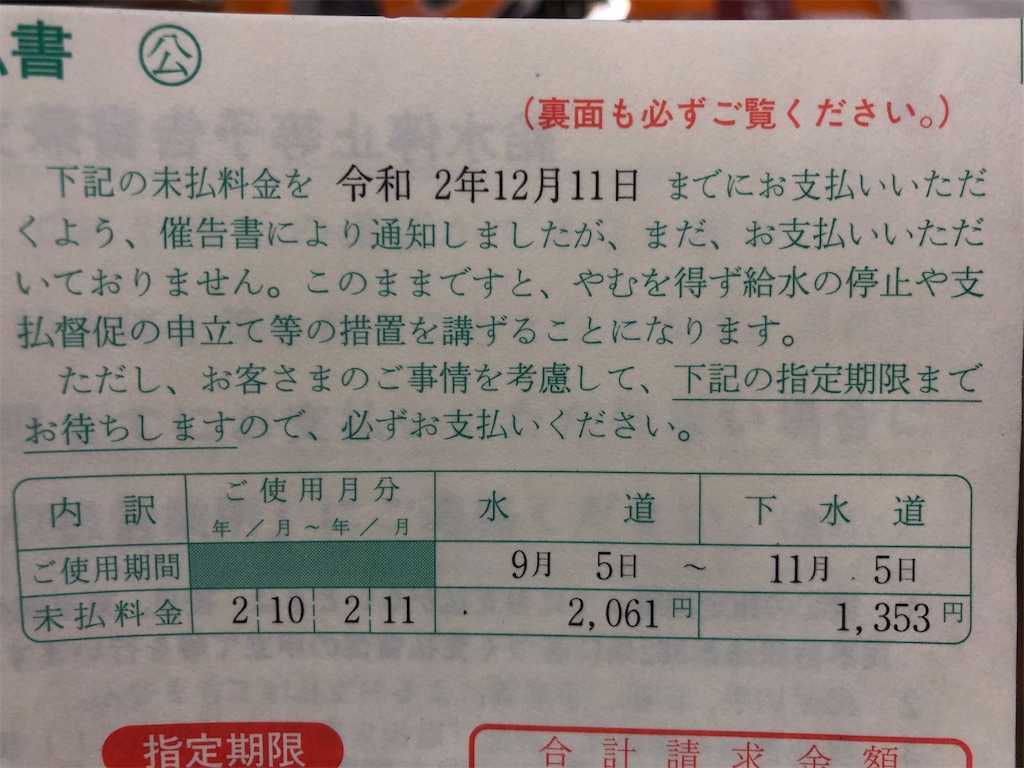 書 公
(裏面も必ずご覧ください。)
下記の未払料金を 令和 2年12月11日 までにお支払いいただ
くよう、催告書により通知しましたが、まだ、お支払いいただ
いておりません。このままですと、やむを得ず給水の停止や支
払督促の申立て等の措置を講ずることになります。
ただし、お客さまのご事情を考慮して、下記の指定期限まで
お待ちしますので、必ずお支払いください。
内訳 ご使用月分 水道 下水道
年/月~年/月
ご使用期間 9月 5日 ~ 11月 5日
未払料金 2 10 2 11 2,061円 1,353円
指定期限 合計請求金額